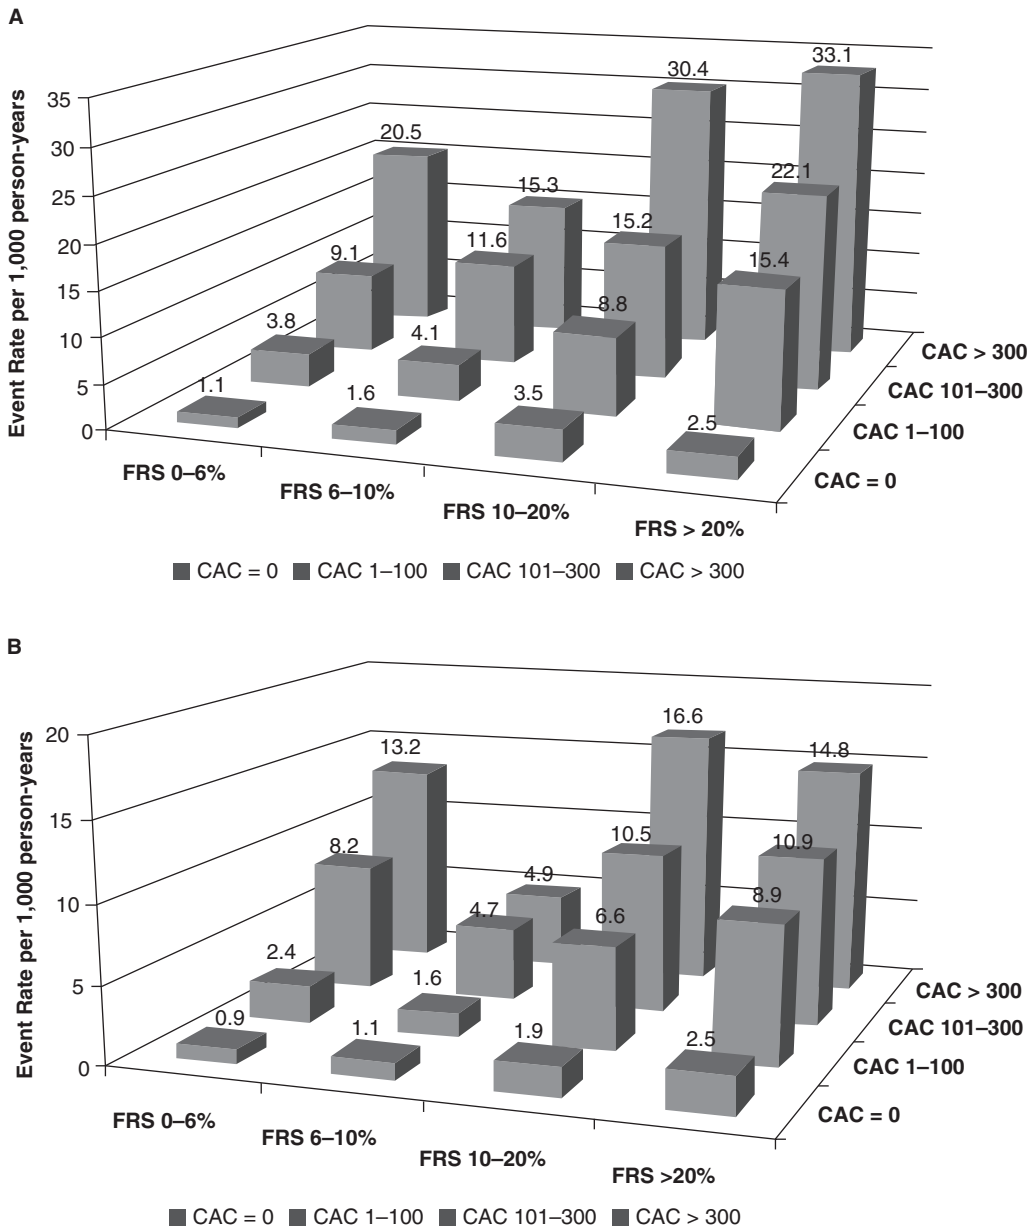 A
Event Rate per 1,000 person-years
35
30
25
20
15
10
5
0
33.1
30.4
20.5
15.3
22.1
15.2
11.6
9.1
15.4
8.8
4.1
3.8
1.1
1.6
3.5
2.5
CAC > 300
CAC 101–300
CAC 1–100
CAC = 0
FRS 0–6%
FRS 6–10%
FRS 10–20%
FRS > 20%
CAC = 0 CAC 1–100 CAC 101–300 CAC > 300
B
Event Rate per 1,000 person-years
20
15
10
5
0
16.6
13.2
14.8
4.9
8.2
4.7
10.5
10.9
2.4
1.6
6.6
8.9
0.9
1.1
1.9
2.5
CAC > 300
CAC 101–300
CAC 1–100
CAC = 0
FRS 0–6%
FRS 6–10%
FRS 10–20%
FRS >20%
CAC = 0 CAC 1–100 CAC 101–300 CAC > 300